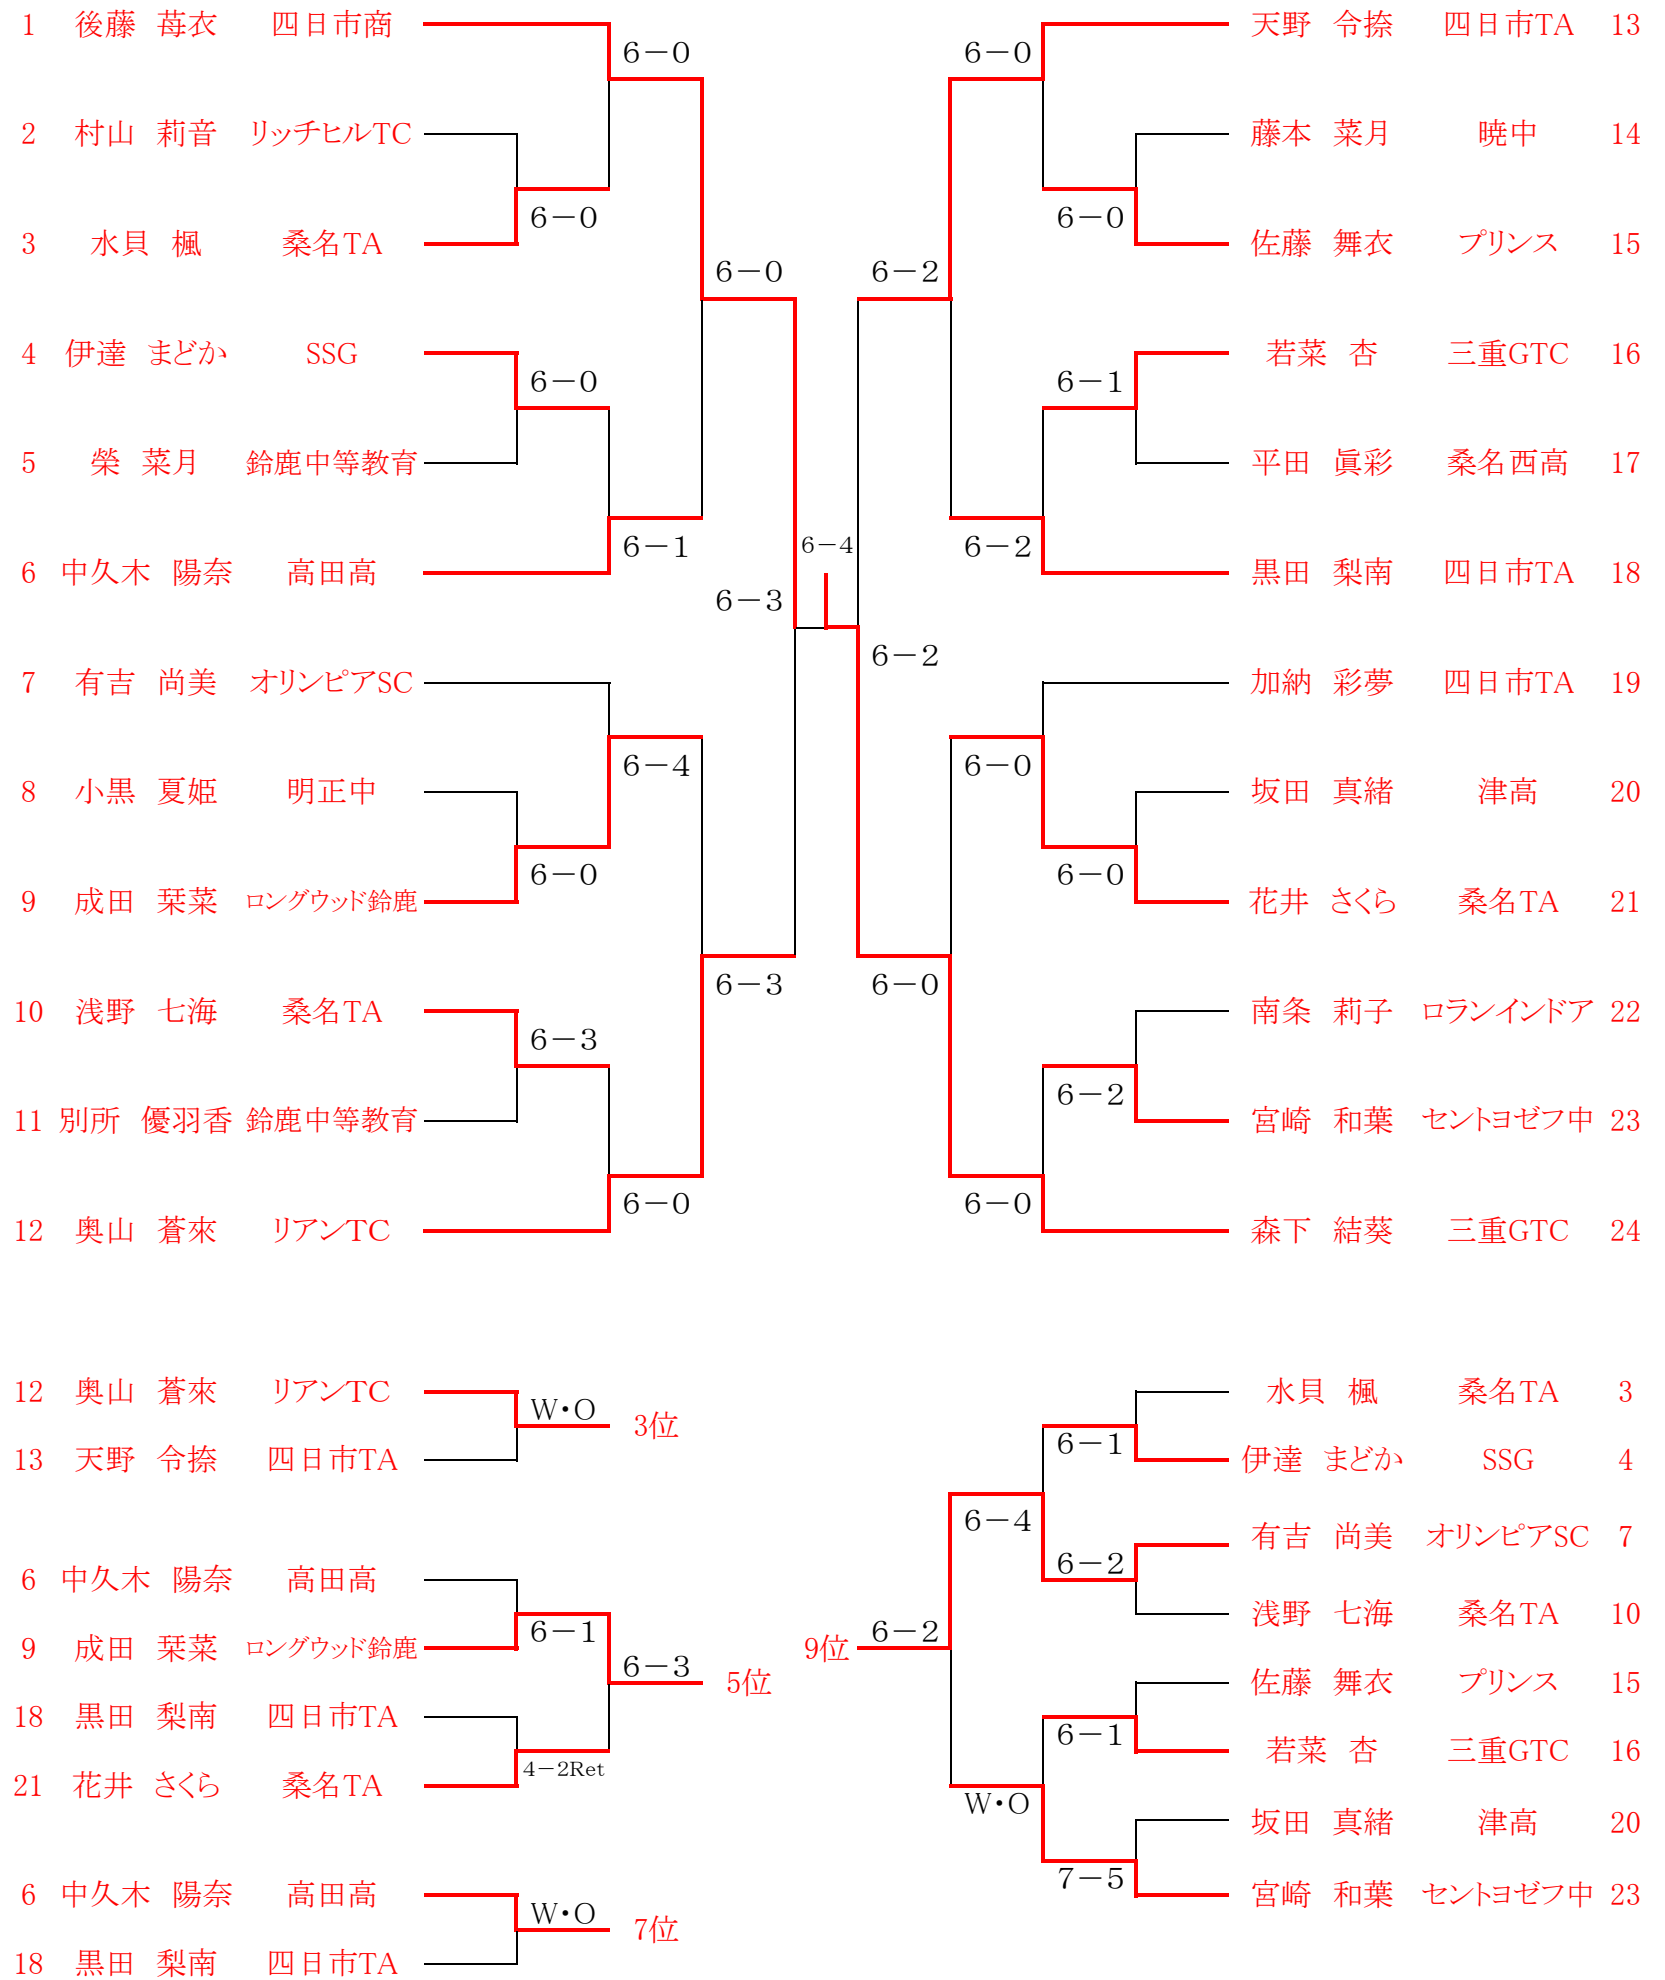 1 後藤 苺衣 四日市商
6－0
2 村山 莉音 リッチヒルTC
6－0
3 水貝 楓 桑名TA
6－0
4 伊達 まどか SSG
6－0
5 榮 菜月 鈴鹿中等教育
6－1
6 中久木 陽奈 高田高
6－3
7 有吉 尚美 オリンピアSC
6－4
8 小黒 夏姫 明正中
6－0
9 成田 栞菜 ロングウッド鈴鹿
6－3
10 浅野 七海 桑名TA
6－3
11 別所 優羽香 鈴鹿中等教育
6－0
12 奥山 蒼來 リアンTC
6－4
天野 令捺 四日市TA 13
6－0
藤本 菜月 暁中 14
6－0
佐藤 舞衣 プリンス 15
6－2
若菜 杏 三重GTC 16
6－1
平田 眞彩 桑名西高 17
6－2
黒田 梨南 四日市TA 18
6－2
加納 彩夢 四日市TA 19
6－0
坂田 真緒 津高 20
6－0
花井 さくら 桑名TA 21
6－0
南条 莉子 ロランインドア 22
6－2
宮崎 和葉 セントヨゼフ中 23
6－0
森下 結葵 三重GTC 24
12 奥山 蒼來 リアンTC
W・O 3位
13 天野 令捺 四日市TA
6 中久木 陽奈 高田高
6－1
9 成田 栞菜 ロングウッド鈴鹿
6－3 5位
18 黒田 梨南 四日市TA
4－2Ret
21 花井 さくら 桑名TA
6 中久木 陽奈 高田高
W・O 7位
18 黒田 梨南 四日市TA
水貝 楓 桑名TA 3
6－1
伊達 まどか SSG 4
6－4
有吉 尚美 オリンピアSC 7
6－2
浅野 七海 桑名TA 10
9位 6－2
佐藤 舞衣 プリンス 15
6－1
若菜 杏 三重GTC 16
W・O
坂田 真緒 津高 20
7－5
宮崎 和葉 セントヨゼフ中 23